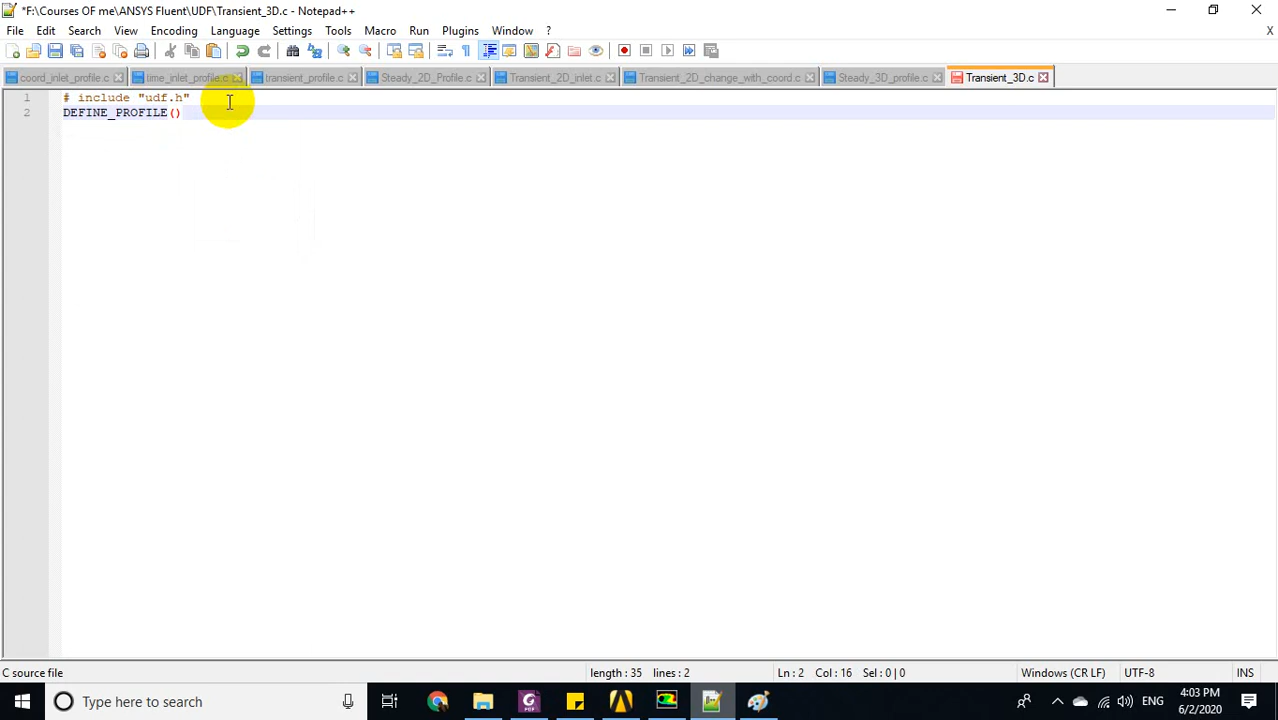 *F:\Courses OF me\ANSYS Fluent\UDF\Transient_3D.c - Notepad++
File Edit Search View Encoding Language Settings Tools Macro Run Plugins Window ?
X
coord_inlet_profile.c time_inlet_profile.c transient_profile.c Steady_2D_Profile.c Transient_2D_inlet.c Transient_2D_change_with_coord.c Steady_3D_profile.c Transient_3D.c
1 # include "udf.h"
2 DEFINE_PROFILE()
C source file length : 35 lines : 2 Ln : 2 Col : 16 Sel : 0 | 0 Windows (CR LF) UTF-8 INS
Type here to search
ENG
4:03 PM
6/2/2020